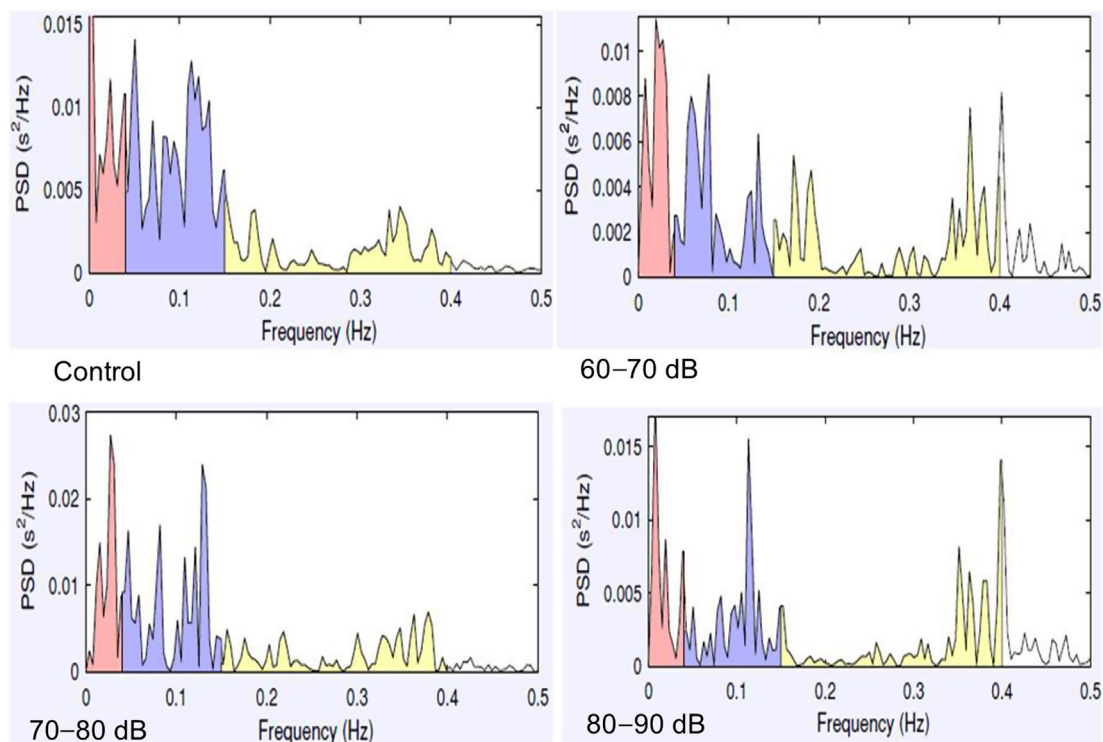 PSD (s²/Hz)
0.015
0.01
0.005
0
0 0.1 0.2 0.3 0.4 0.5
Frequency (Hz)
Control
PSD (s²/Hz)
0.01
0.008
0.006
0.004
0.002
0
0 0.1 0.2 0.3 0.4 0.5
Frequency (Hz)
60–70 dB
PSD (s²/Hz)
0.03
0.02
0.01
0
0 0.1 0.2 0.3 0.4 0.5
Frequency (Hz)
70–80 dB
PSD (s²/Hz)
0.015
0.01
0.005
0
0 0.1 0.2 0.3 0.4 0.5
Frequency (Hz)
80–90 dB